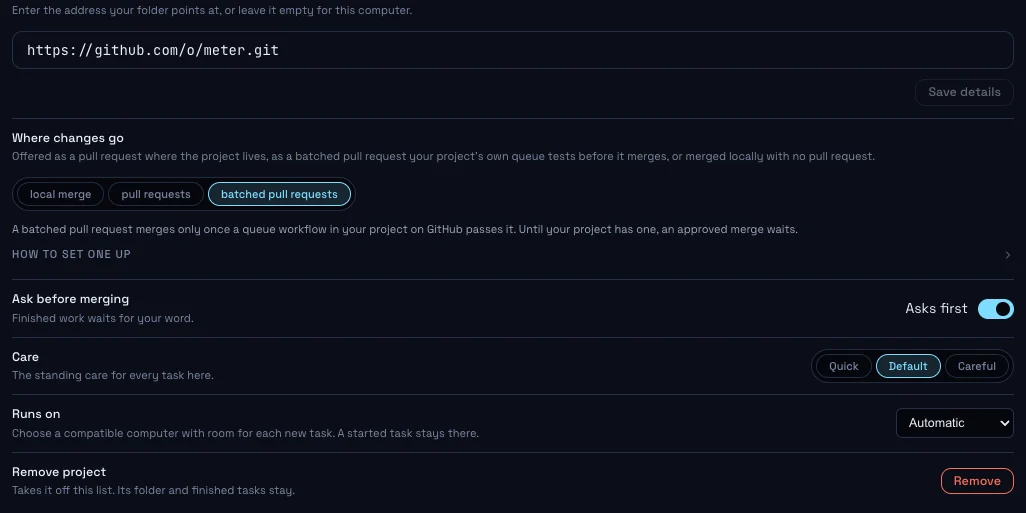 Enter the address your folder points at, or leave it empty for this computer.
https://github.com/o/meter.git
Save details
Where changes go
Offered as a pull request where the project lives, as a batched pull request your project's own queue tests before it merges, or merged locally with no pull request.
local merge pull requests batched pull requests
A batched pull request merges only once a queue workflow in your project on GitHub passes it. Until your project has one, an approved merge waits.
HOW TO SET ONE UP
Ask before merging
Finished work waits for your word.
Asks first
Care
The standing care for every task here.
Quick Default Careful
Runs on
Choose a compatible computer with room for each new task. A started task stays there.
Automatic
Remove project
Takes it off this list. Its folder and finished tasks stay.
Remove